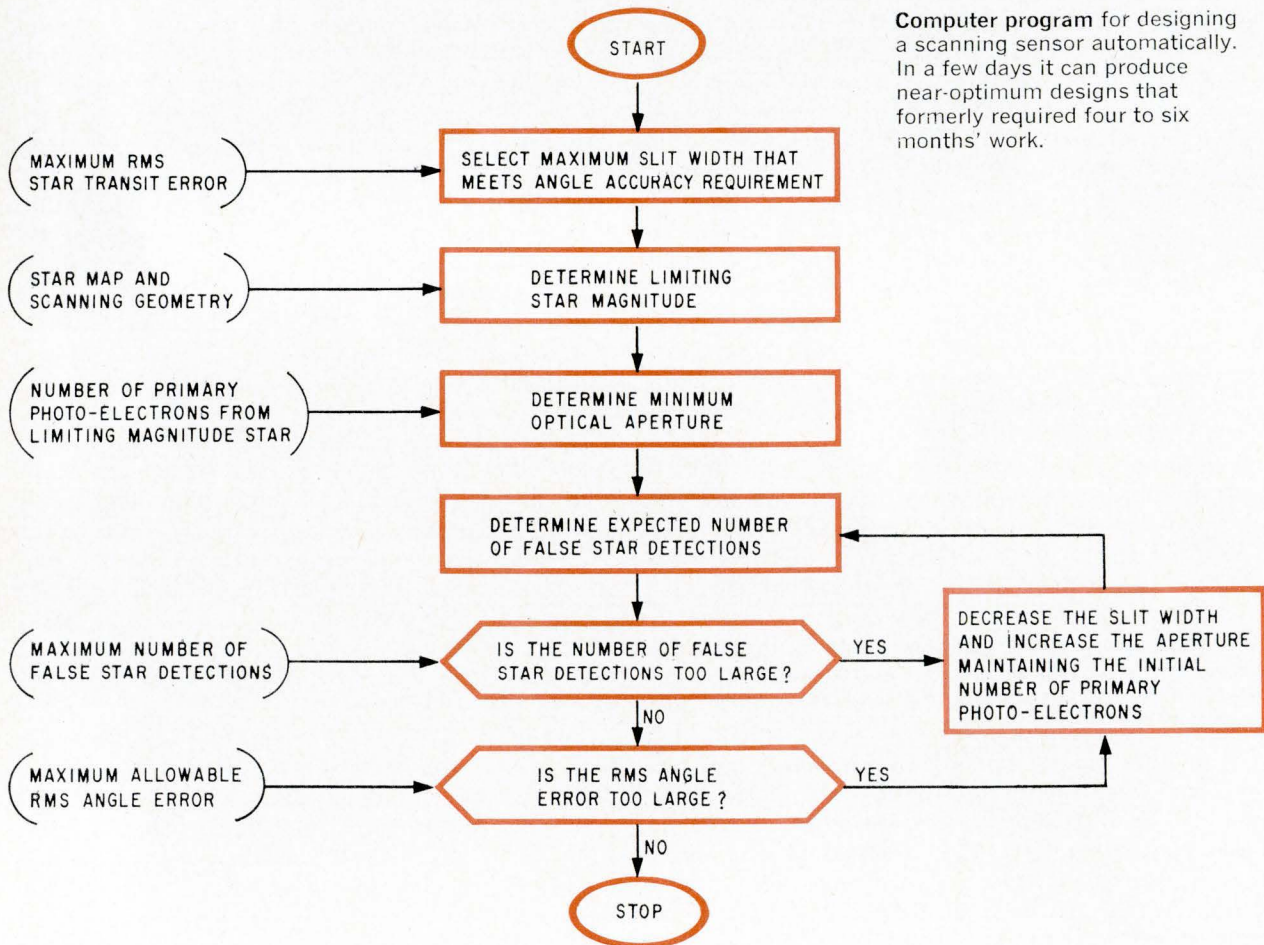 Computer program for designing
a scanning sensor automatically.
In a few days it can produce
near-optimum designs that
formerly required four to six
months' work.
START
MAXIMUM RMS
STAR TRANSIT ERROR
SELECT MAXIMUM SLIT WIDTH THAT
MEETS ANGLE ACCURACY REQUIREMENT
STAR MAP AND
SCANNING GEOMETRY
DETERMINE LIMITING
STAR MAGNITUDE
NUMBER OF PRIMARY
PHOTO-ELECTRONS FROM
LIMITING MAGNITUDE STAR
DETERMINE MINIMUM
OPTICAL APERTURE
DETERMINE EXPECTED NUMBER
OF FALSE STAR DETECTIONS
MAXIMUM NUMBER OF
FALSE STAR DETECTIONS
IS THE NUMBER OF FALSE
STAR DETECTIONS TOO LARGE?
YES
DECREASE THE SLIT WIDTH
AND INCREASE THE APERTURE
MAINTAINING THE INITIAL
NUMBER OF PRIMARY
PHOTO-ELECTRONS
NO
MAXIMUM ALLOWABLE
RMS ANGLE ERROR
IS THE RMS ANGLE
ERROR TOO LARGE?
YES
NO
STOP